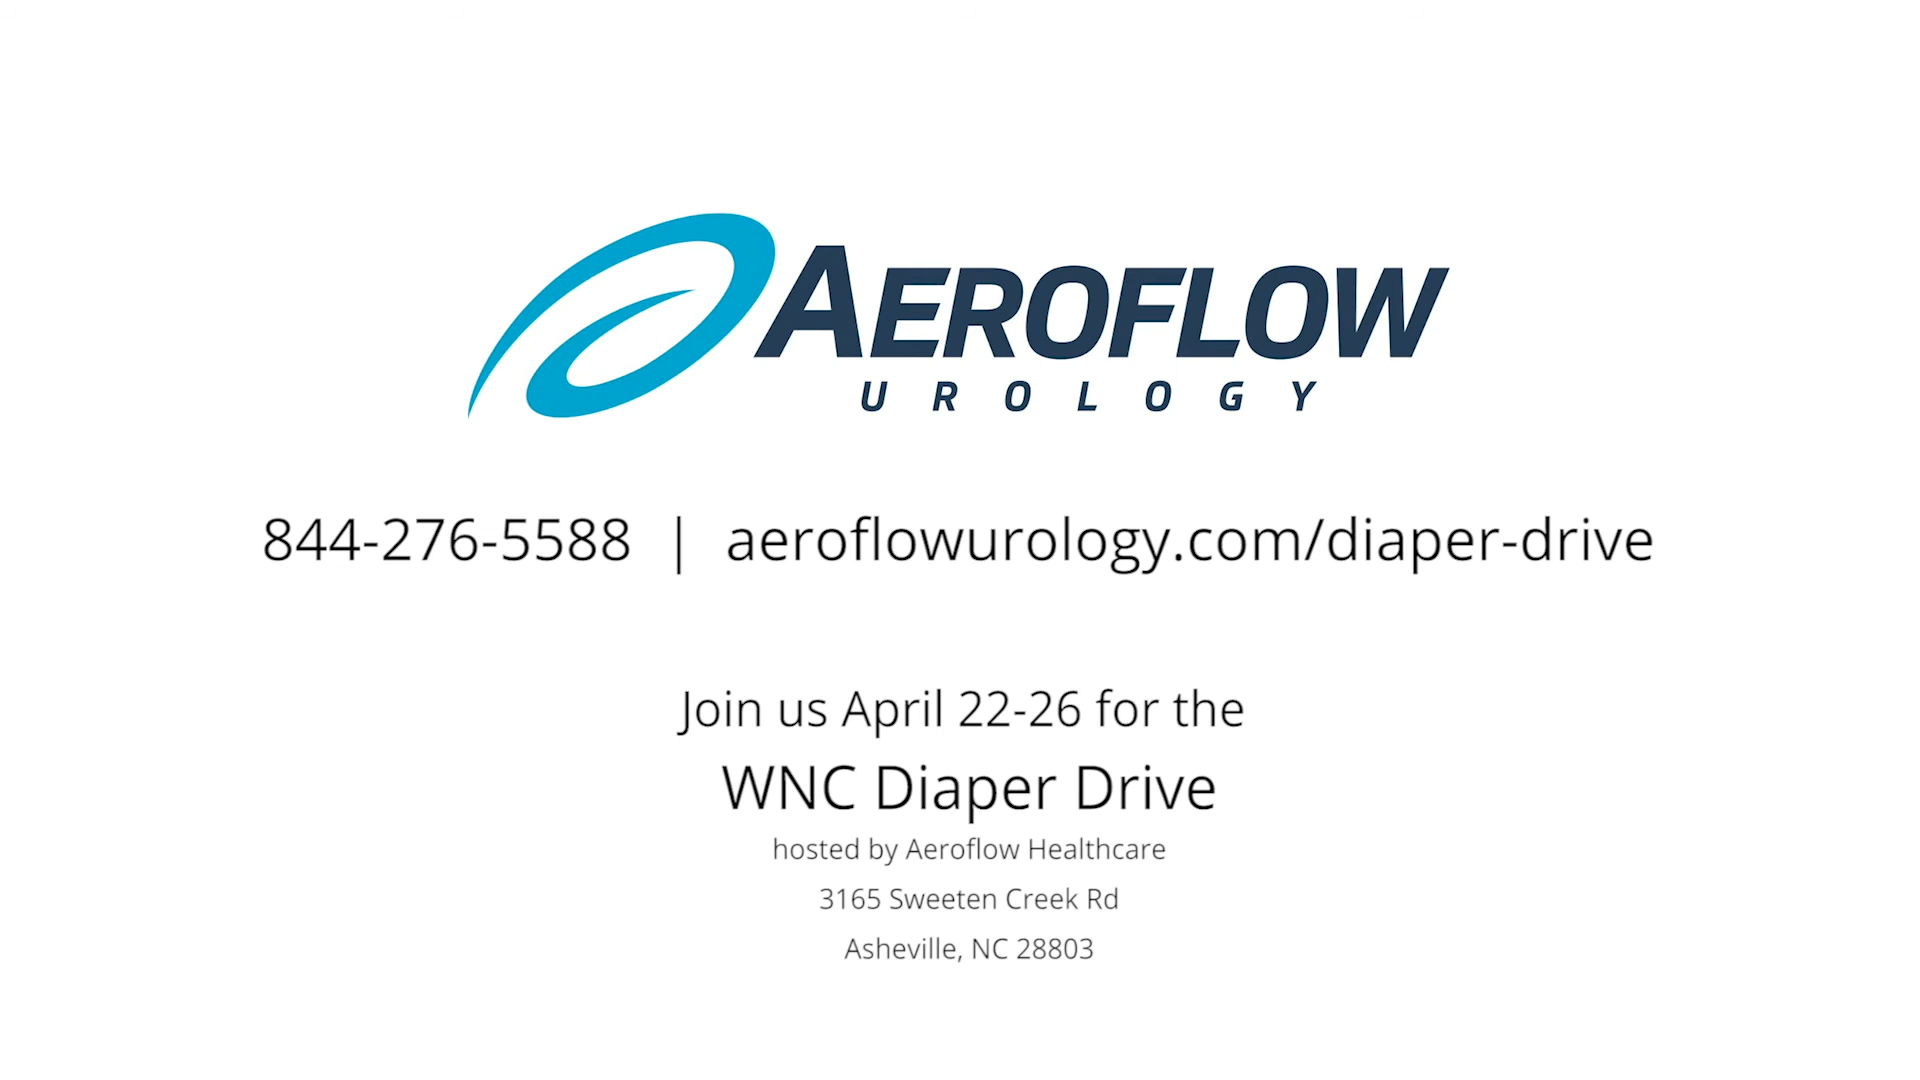 AEROFLOW
UROLOGY
844-276-5588 | aeroflowurology.com/diaper-drive
Join us April 22-26 for the
WNC Diaper Drive
hosted by Aeroflow Healthcare
3165 Sweeten Creek Rd
Asheville, NC 28803